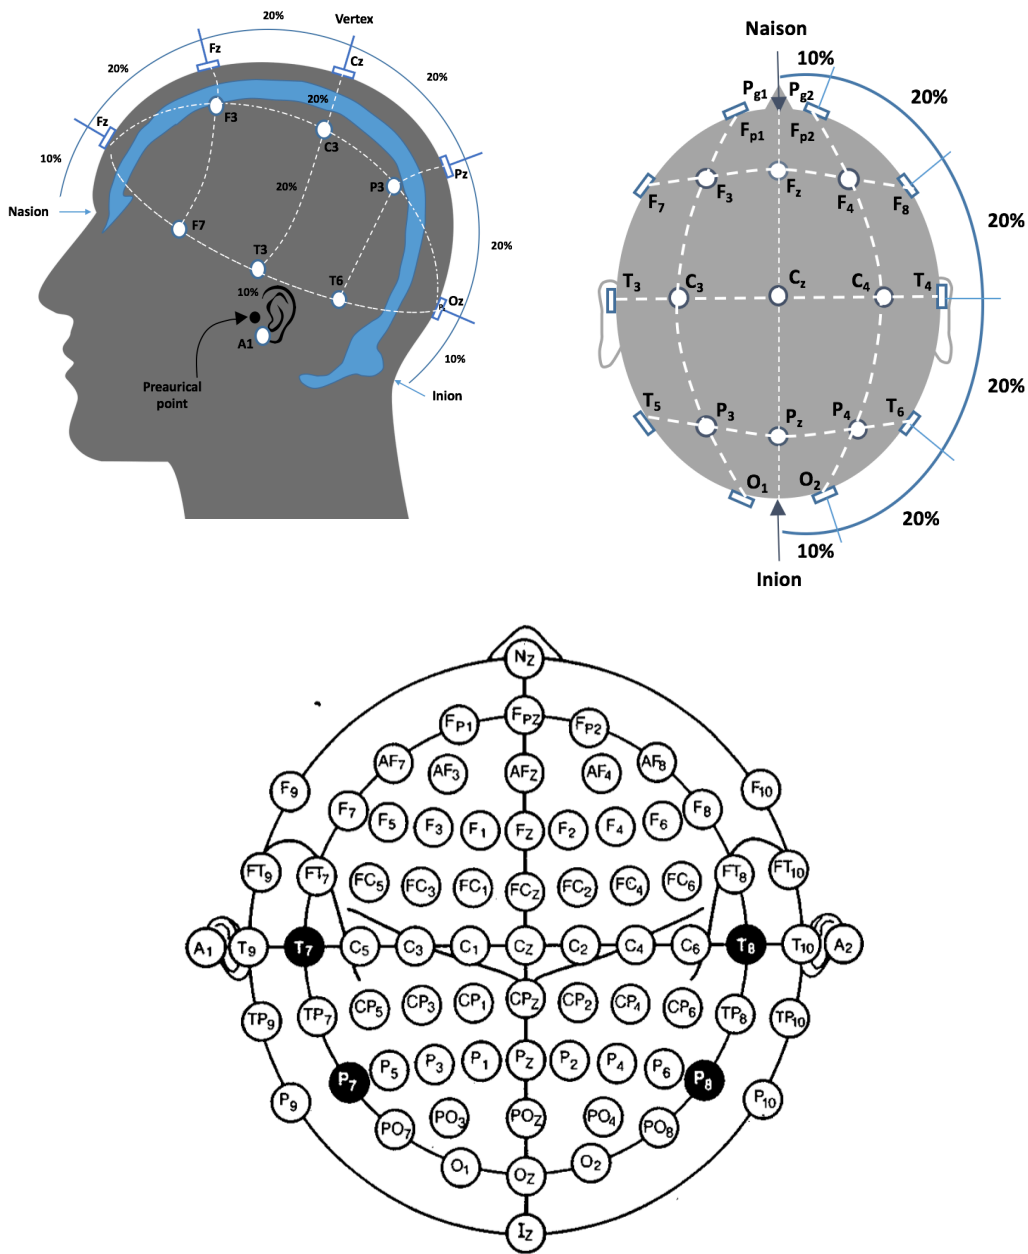 20%
Vertex
20%
Fz
Cz
20%
20%
20%
Fz
F3
C3
10%
P3
Pz
20%
Nasion
F7
T3
T6
20%
10%
Oz
A1
10%
Preaurical
point
Inion
Naison
10%
Pg1
Pg2
20%
Fp1
Fp2
F7
F3
Fz
F4
F8
20%
T3
C3
Cz
C4
T4
20%
T5
P3
Pz
P4
T6
O1
O2
20%
10%
Inion
NZ
FP1
FPZ
FP2
AF7
AF3
AFZ
AF4
AF8
F9
F10
F7
F5
F3
F1
FZ
F2
F4
F6
F8
FT9
FT7
FC5
FC3
FC1
FCZ
FC2
FC4
FC6
FT8
FT10
A1
T9
T7
C5
C3
C1
CZ
C2
C4
C6
T8
T10
A2
TP9
TP7
CP5
CP3
CP1
CPZ
CP2
CP4
CP6
TP8
TP10
P9
P7
P5
P3
P1
PZ
P2
P4
P6
P8
P10
PO7
PO3
POZ
PO4
PO8
O1
OZ
O2
IZ